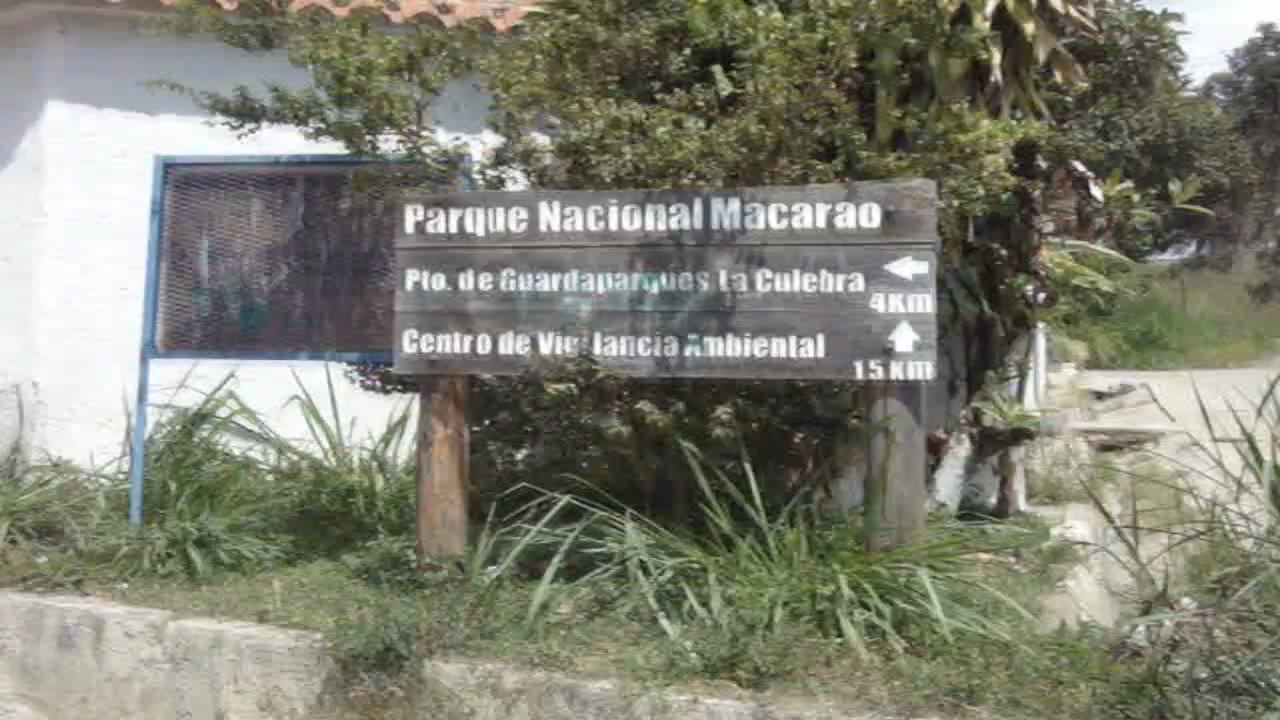 Parque Nacional Macarao
Pto. de Guardaparques La Culebra
4Km
Centro de Vigilancia Ambiental
15 Km